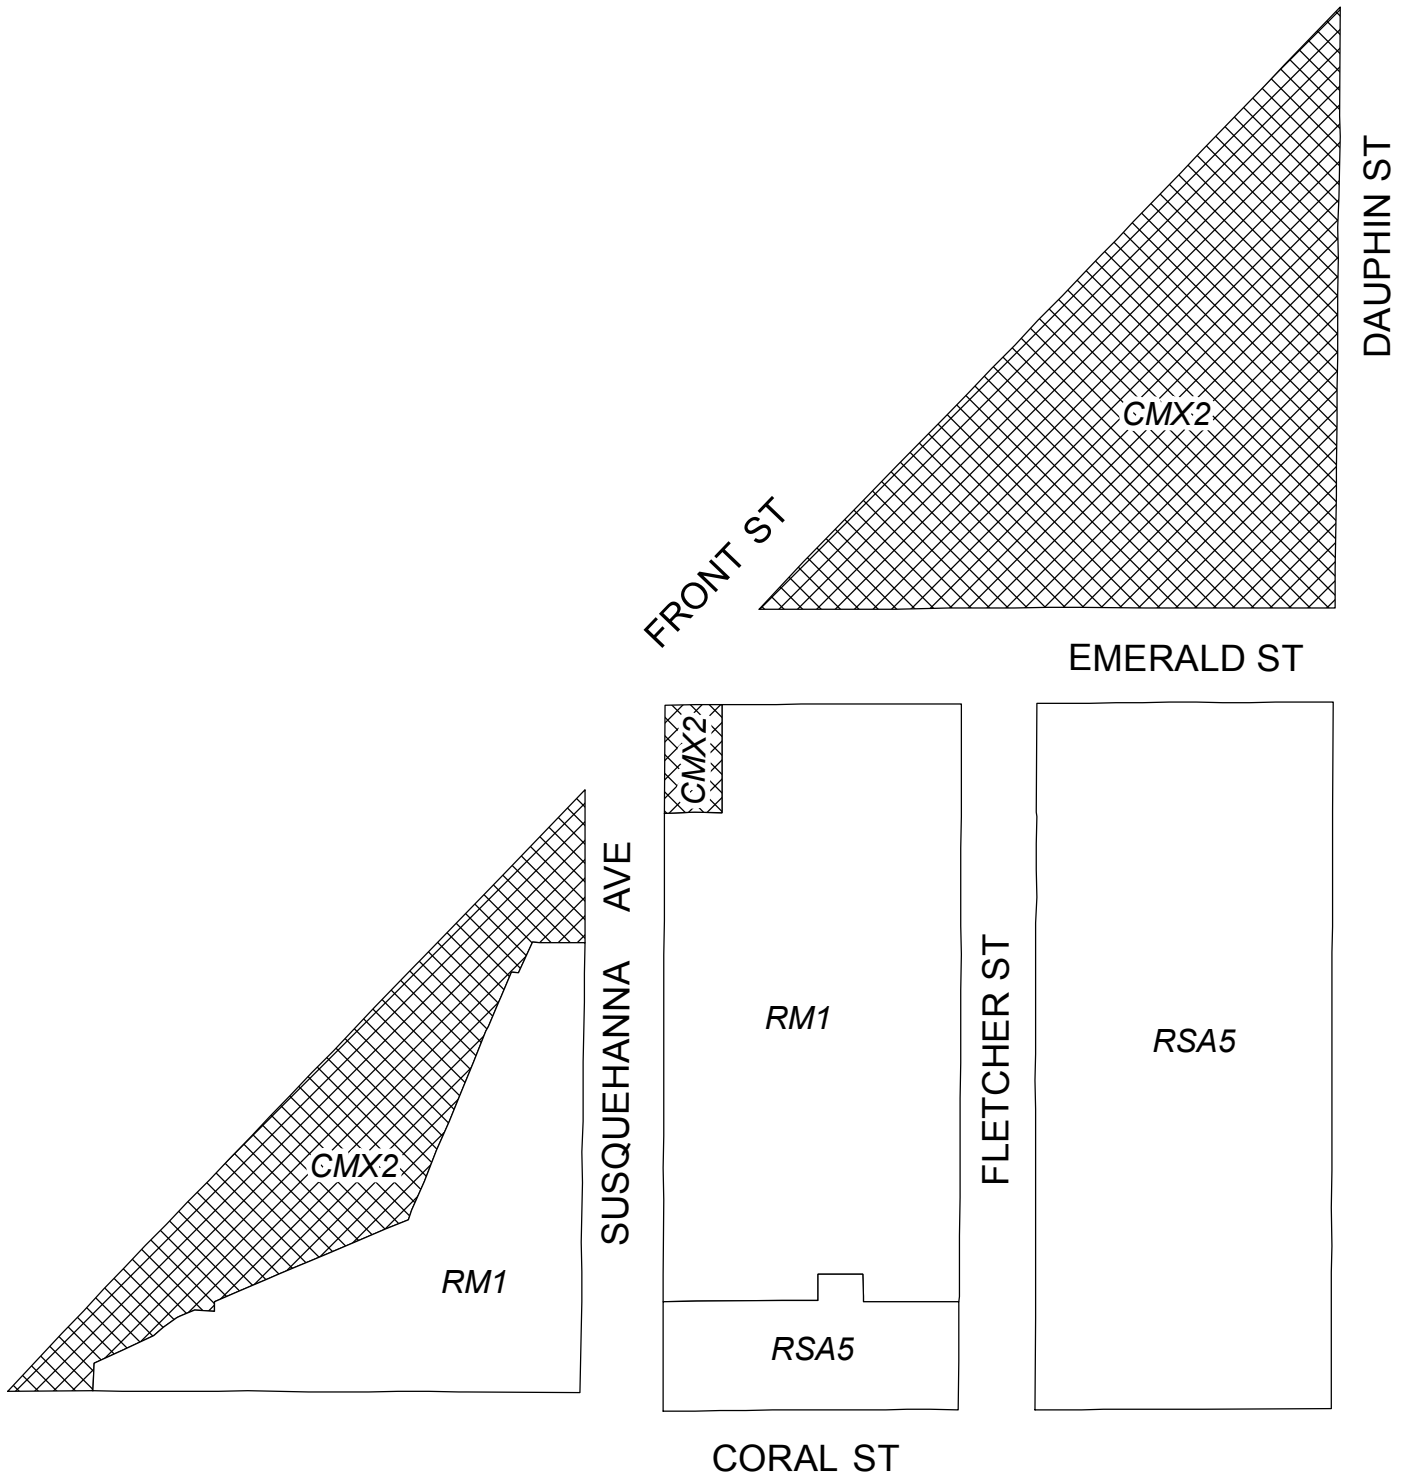 DAUPHIN ST
CMX2
FRONT ST
EMERALD ST
CMX2
SUSQUEHANNA AVE
RM1
FLETCHER ST
RSA5
CMX2
RM1
RSA5
CORAL ST